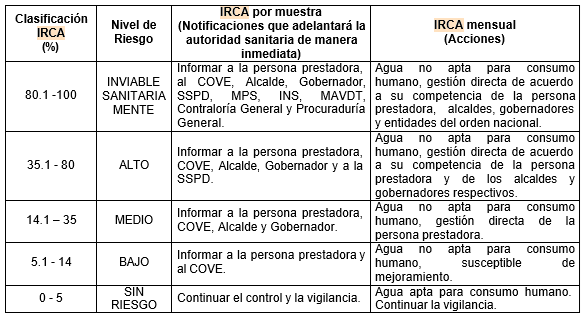 Clasificación
IRCA
(%)
Nivel de
Riesgo
IRCA por muestra
(Notificaciones que adelantará la
autoridad sanitaria de manera
inmediata)
IRCA mensual
(Acciones)
80.1 -100
INVIABLE
SANITARIA
MENTE
Informar a la persona prestadora,
al COVE, Alcalde, Gobernador,
SSPD, MPS, INS, MAVDT,
Contraloría General y Procuraduría
General.
Agua no apta para consumo
humano, gestión directa de acuerdo
a su competencia de la persona
prestadora, alcaldes, gobernadores
y entidades del orden nacional.
35.1 - 80
ALTO
Informar a la persona prestadora,
COVE, Alcalde, Gobernador y a la
SSPD.
Agua no apta para consumo
humano, gestión directa de acuerdo
a su competencia de la persona
prestadora y de los alcaldes y
gobernadores respectivos.
14.1 – 35
MEDIO
Informar a la persona prestadora,
COVE, Alcalde y Gobernador.
Agua no apta para consumo
humano, gestión directa de la
persona prestadora.
5.1 - 14
BAJO
Informar a la persona prestadora y
al COVE.
Agua no apta para consumo
humano, susceptible de
mejoramiento.
0 - 5
SIN
RIESGO
Continuar el control y la vigilancia.
Agua apta para consumo humano.
Continuar la vigilancia.